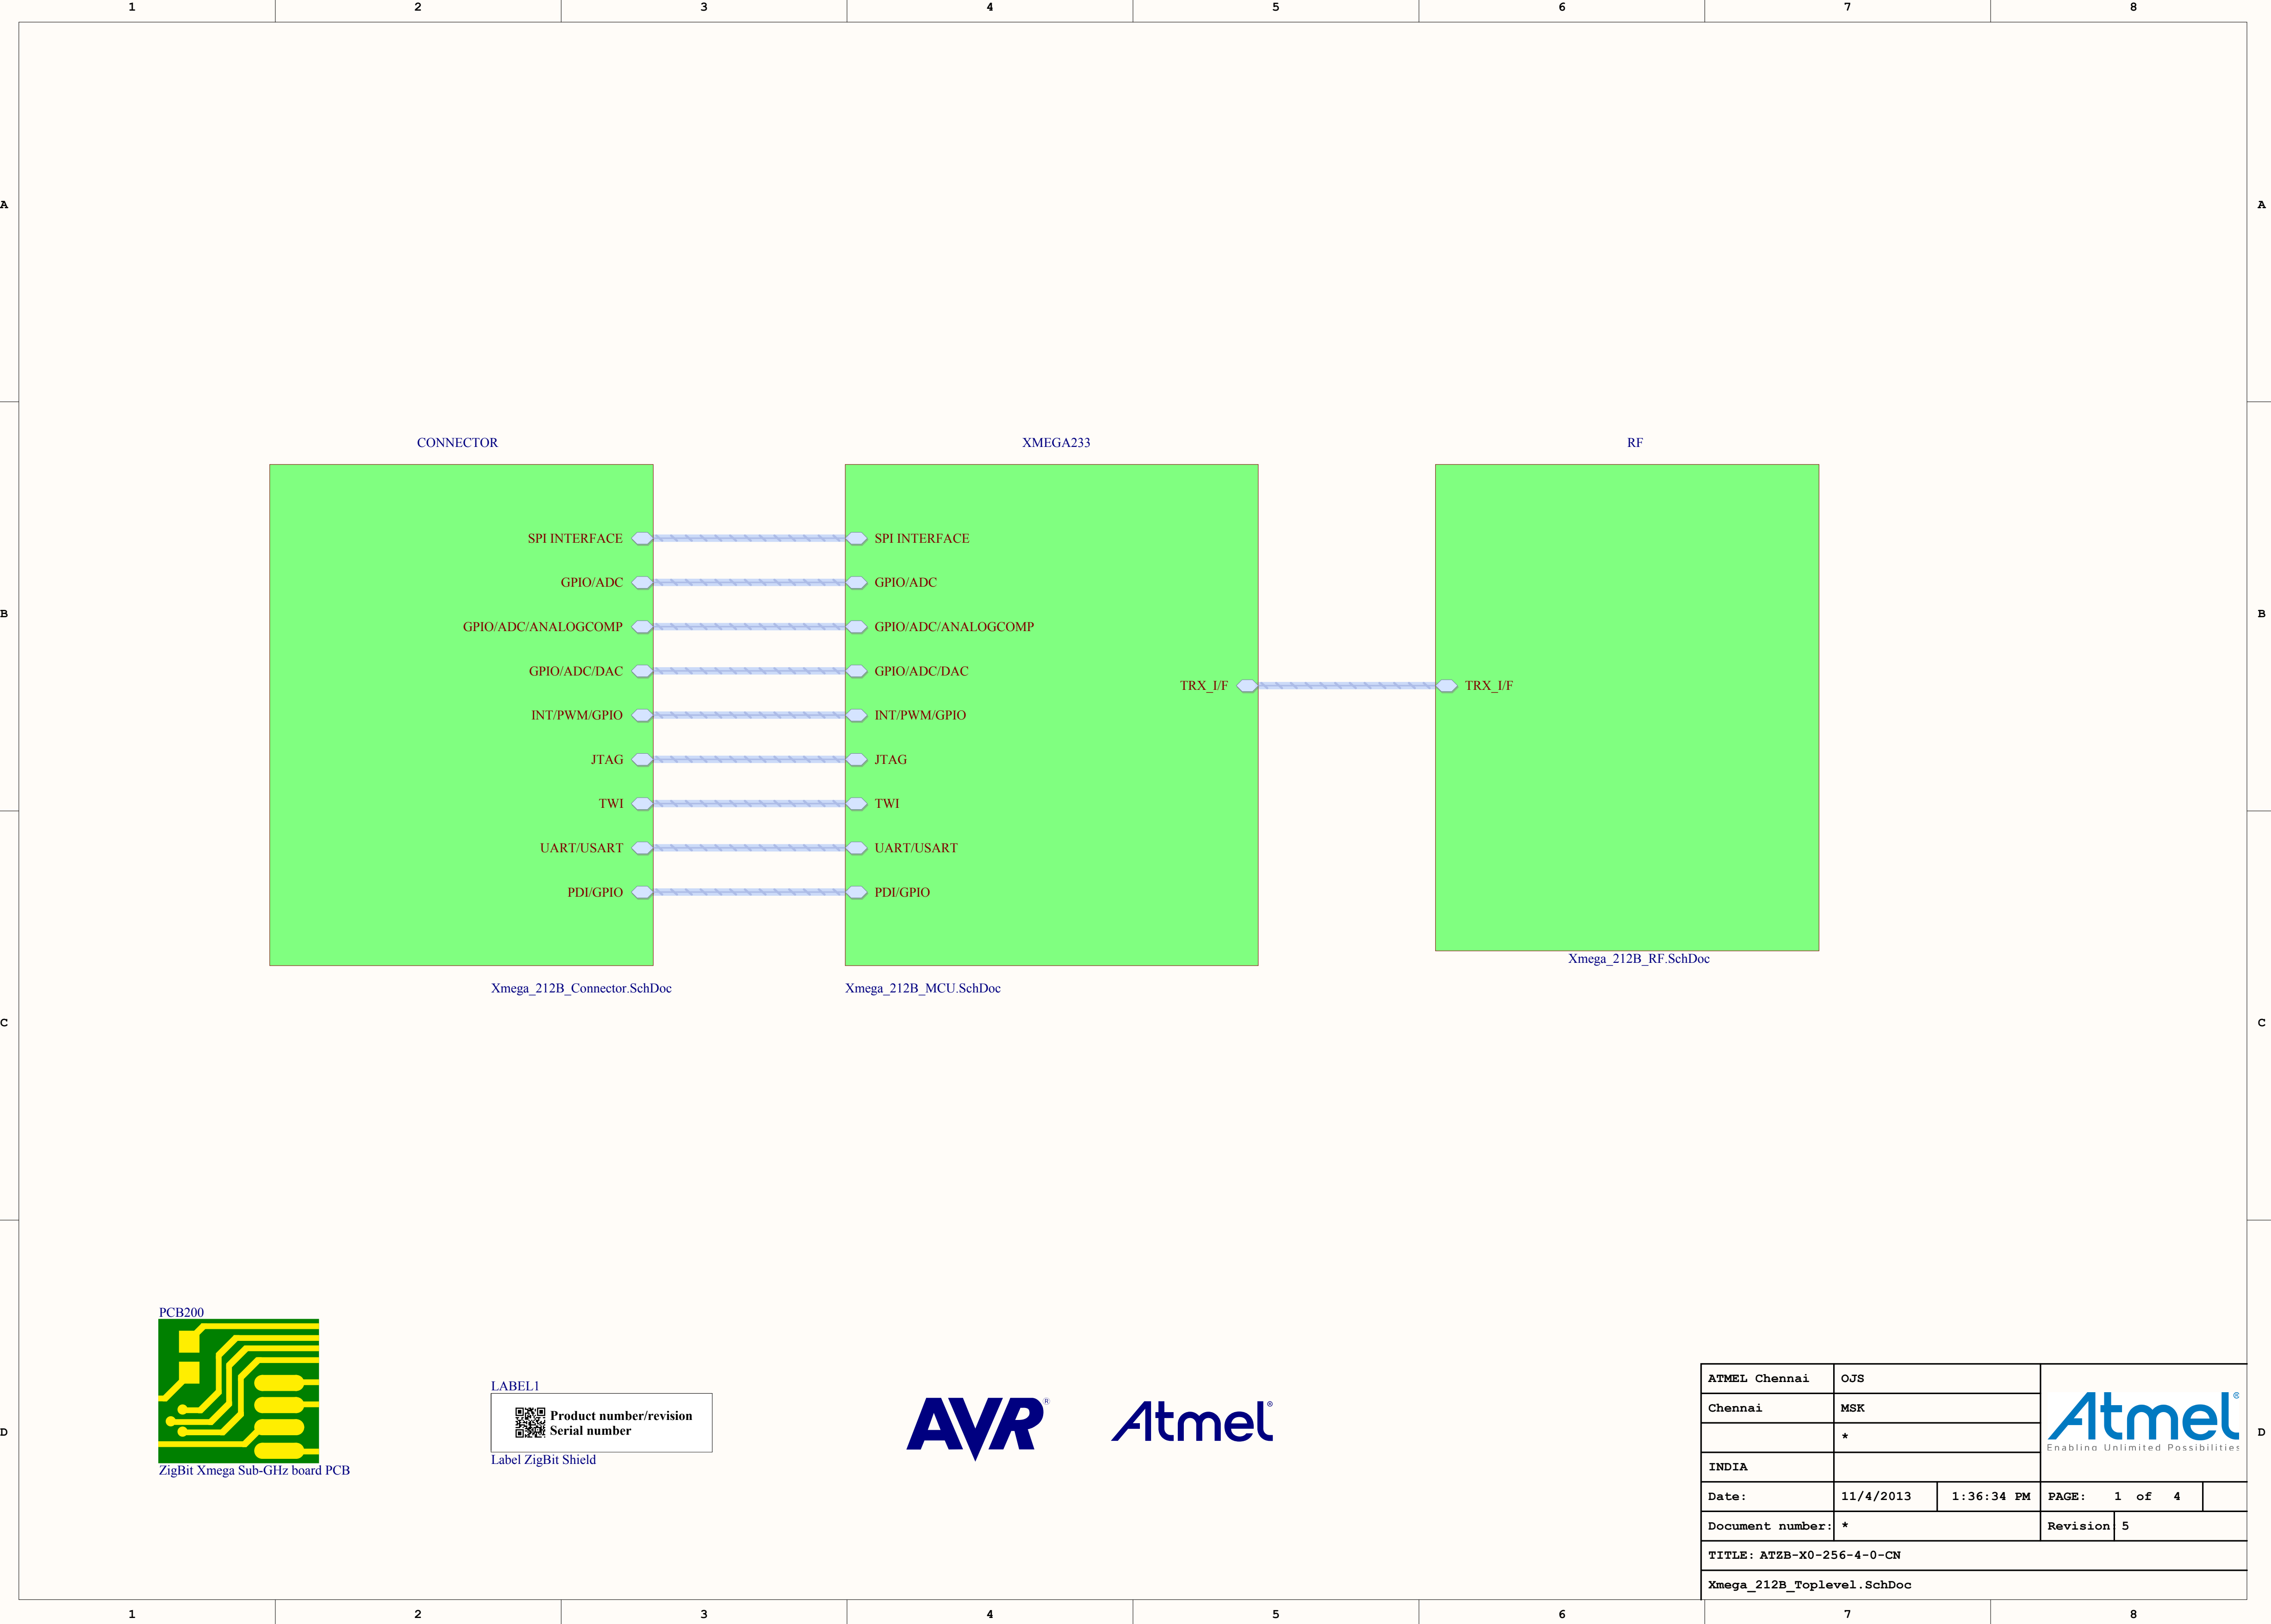 1 2 3 4 5 6 7 8
A A
CONNECTOR XMEGA233 RF
SPI INTERFACE SPI INTERFACE
GPIO/ADC GPIO/ADC
B B
GPIO/ADC/ANALOGCOMP GPIO/ADC/ANALOGCOMP
GPIO/ADC/DAC GPIO/ADC/DAC
TRX_I/F TRX_I/F
INT/PWM/GPIO INT/PWM/GPIO
JTAG JTAG
TWI TWI
UART/USART UART/USART
PDI/GPIO PDI/GPIO
Xmega_212B_RF.SchDoc
Xmega_212B_Connector.SchDoc Xmega_212B_MCU.SchDoc
C C
PCB200
ZigBit Xmega Sub-GHz board PCB
LABEL1
Product number/revision
Serial number
Label ZigBit Shield
AVR®
Atmel®
ATMEL Chennai OJS
Chennai MSK
*
INDIA
Atmel®
Enabling Unlimited Possibilities
D D
Date: 11/4/2013 1:36:34 PM PAGE: 1 of 4
Document number: * Revision 5
TITLE: ATZB-X0-256-4-0-CN
Xmega_212B_Toplevel.SchDoc
1 2 3 4 5 6 7 8